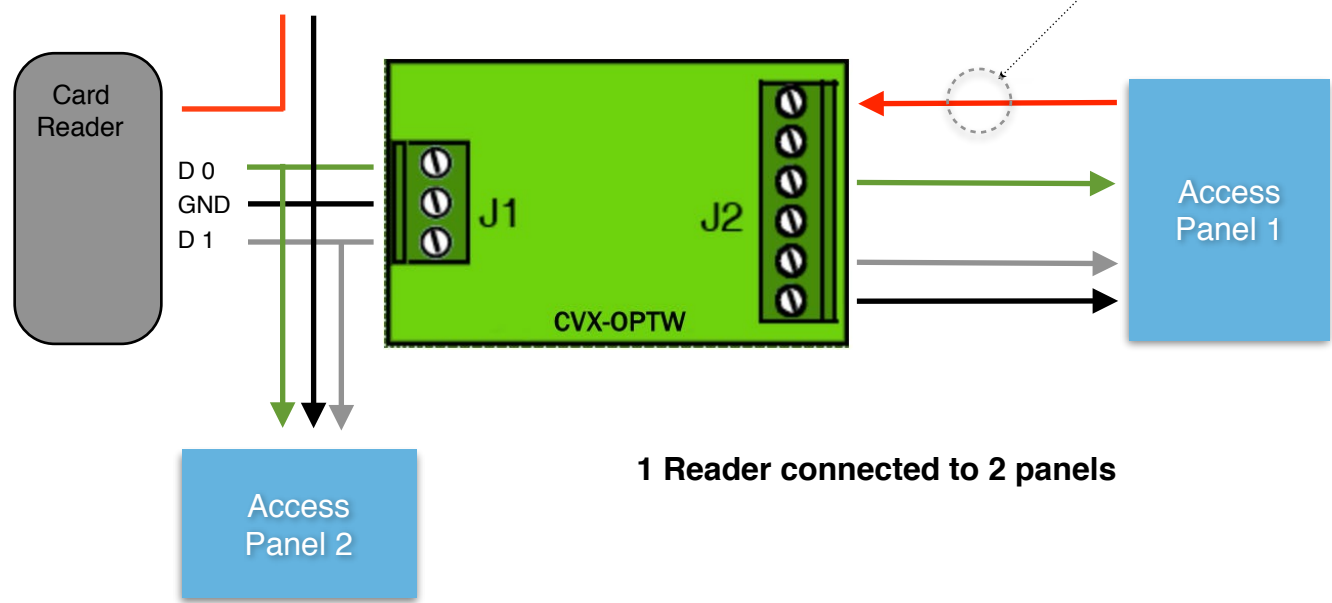 Card
Reader
D 0
GND
D 1
J1
J2
CVX-OPTW
Access
Panel 1
1 Reader connected to 2 panels
Access
Panel 2